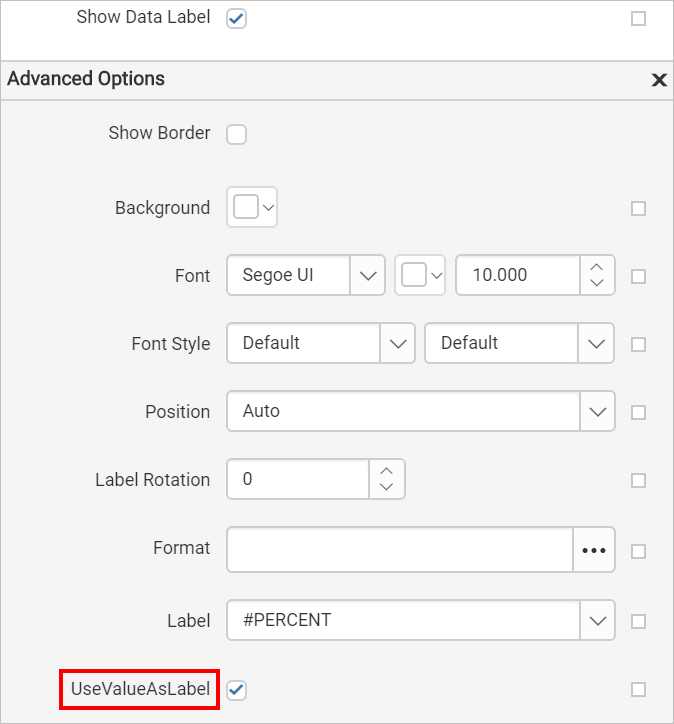 Show Data Label
Advanced Options
Show Border
Background
Font Segoe UI 10.000
Font Style Default Default
Position Auto
Label Rotation 0
Format
Label #PERCENT
UseValueAsLabel